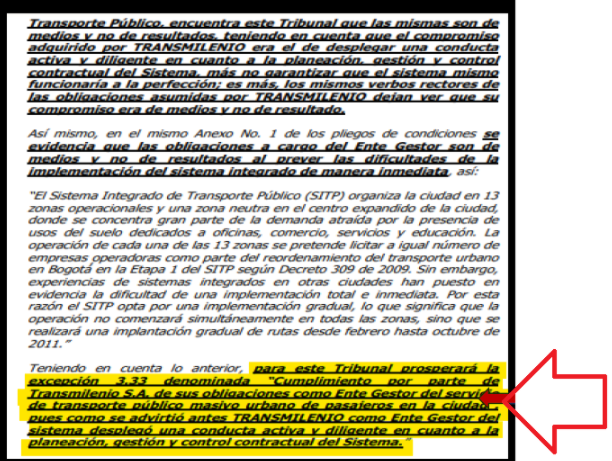 Transporte Público, encuentra este Tribunal que las mismas son de
medios y no de resultados, teniendo en cuenta que el compromiso
adquirido por TRANSMILENIO era el de desplegar una conducta
activa y diligente en cuanto a la planeación, gestión y control
contractual del Sistema, más no garantizar que el sistema mismo
funcionaría a la perfección; es más, los mismos verbos rectores de
las obligaciones asumidas por TRANSMILENIO dejan ver que su
compromiso era de medios y no de resultado.
Así mismo, en el mismo Anexo No. 1 de los pliegos de condiciones se
evidencia que las obligaciones a cargo del Ente Gestor son de
medios y no de resultados al prever las dificultades de la
implementación del sistema integrado de manera inmediata, así:
"El Sistema Integrado de Transporte Público (SITP) organiza la ciudad en 13
zonas operacionales y una zona neutra en el centro expandido de la ciudad,
donde se concentra gran parte de la demanda atraída por la presencia de
usos del suelo dedicados a oficinas, comercio, servicios y educación. La
operación de cada una de las 13 zonas se pretende licitar a igual número de
empresas operadoras como parte del reordenamiento del transporte urbano
en Bogotá en la Etapa 1 del SITP según Decreto 309 de 2009. Sin embargo,
experiencias de sistemas integrados en otras ciudades han puesto en
evidencia la dificultad de una implementación total e inmediata. Por esta
razón el SITP opta por una implementación gradual, lo que significa que la
operación no comenzará simultáneamente en todas las zonas, sino que se
realizará una implantación gradual de rutas desde febrero hasta octubre de
2011."
Teniendo en cuenta lo anterior, para este Tribunal prosperará la
excepción 3.33 denominada "Cumplimiento por parte de
Transmilenio S.A. de sus obligaciones como Ente Gestor del
de transporte público masivo urbano de pasajeros en la
pues como se advirtió antes TRANSMILENIO como Ente Gestor del
sistema desplegó una conducta activa y diligente en cuanto a la
planeación, gestión y control contractual del Sistema."